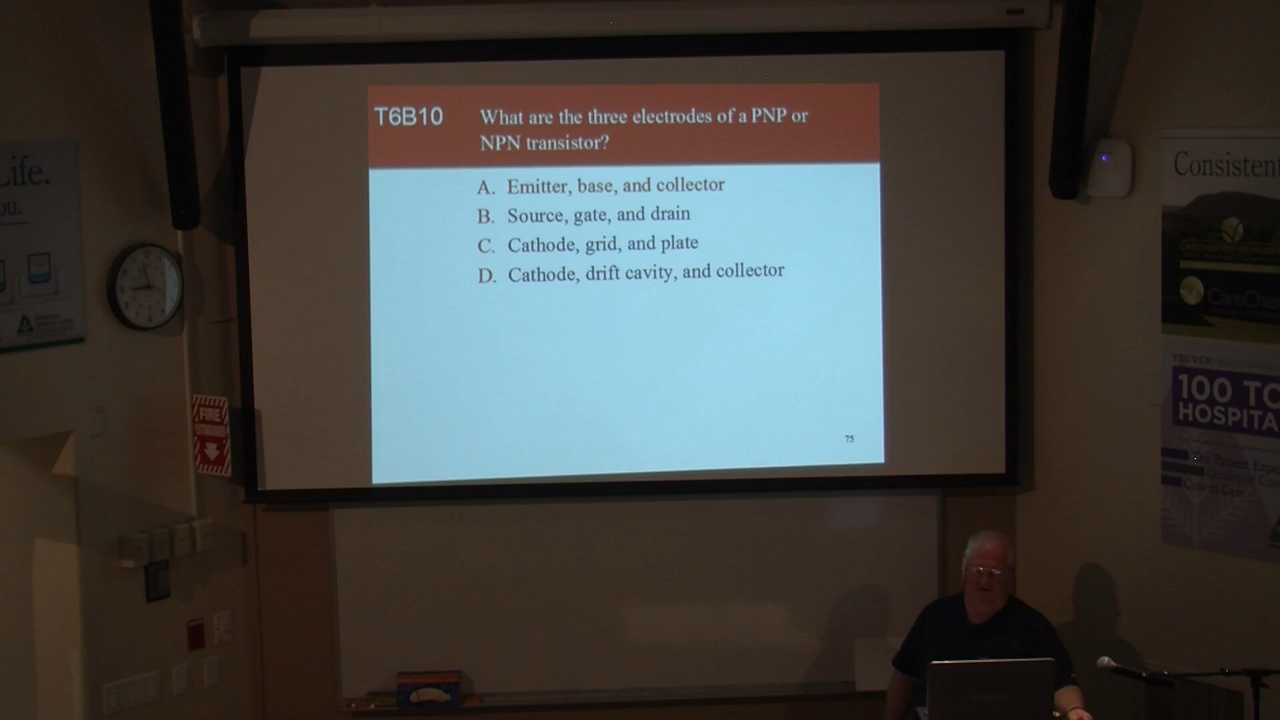 T6B10
What are the three electrodes of a PNP or
NPN transistor?
A. Emitter, base, and collector
B. Source, gate, and drain
C. Cathode, grid, and plate
D. Cathode, drift cavity, and collector
75
Life.
ou.
FIRE
Consisten
CareChe
100 TO
HOSPITA